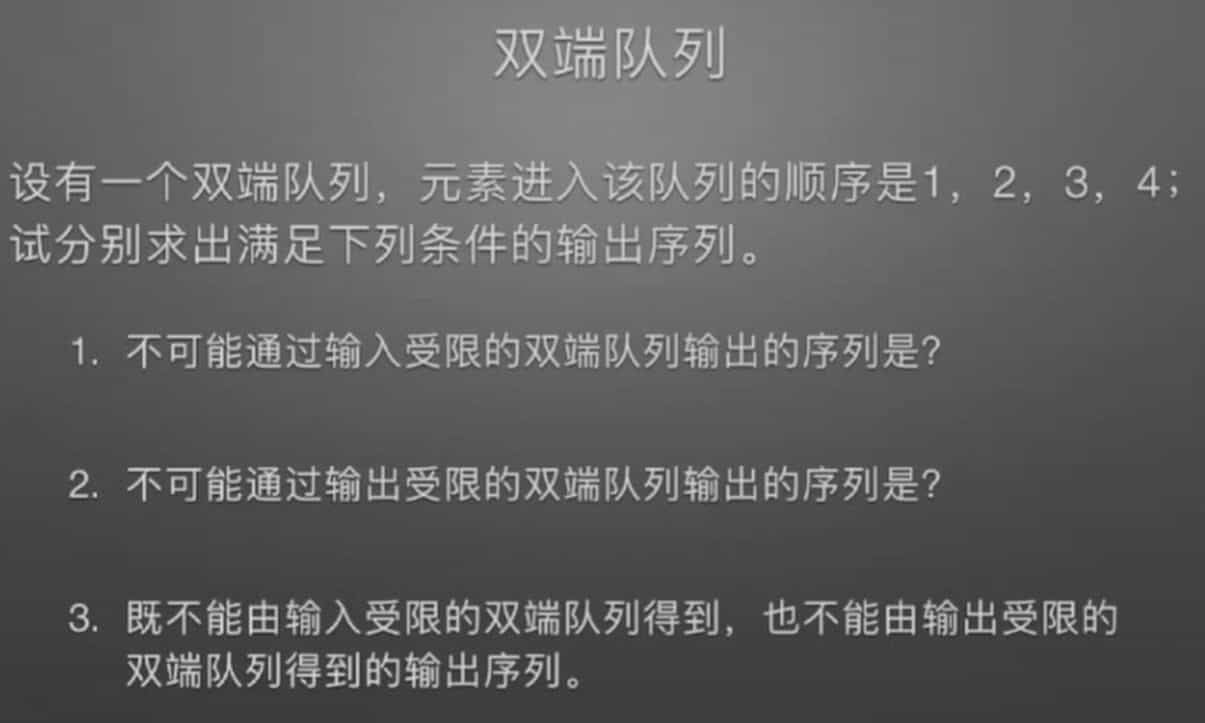 双端队列
设有一个双端队列，元素进入该队列的顺序是1，2，3，4；
试分别求出满足下列条件的输出序列。
1. 不可能通过输入受限的双端队列输出的序列是？
2. 不可能通过输出受限的双端队列输出的序列是？
3. 既不能由输入受限的双端队列得到，也不能由输出受限的
双端队列得到的输出序列。